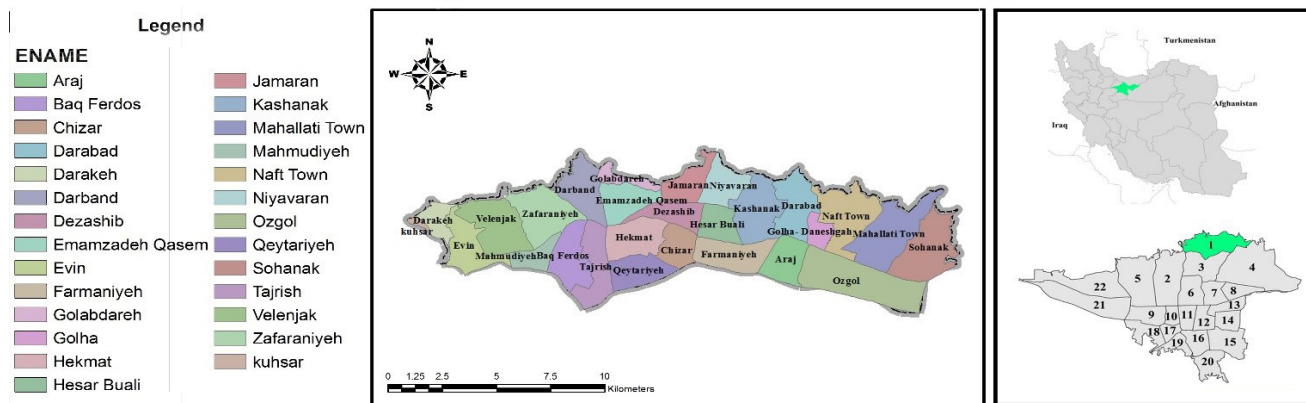 Legend
ENAME
Araj
Baq Ferdos
Chizar
Darabad
Darakeh
Darband
Dezashib
Emamzadeh Qasem
Evin
Farmaniyeh
Golabdareh
Golha
Hekmat
Hesar Buali
Jamaran
Kashanak
Mahallati Town
Mahmudiyeh
Naft Town
Niyavaran
Ozgol
Qeytariyeh
Sohanak
Tajrish
Velenjak
Zafaraniyeh
kuhsar
N
W E
S
Golabdareh
Jamaran
Niyavaran
Darband
Emamzadeh Qasem
Kashanak
Darabad
Naft Town
Velenjak
Zafaraniyeh
Dezashib
Darakeh
kuhsar
Hesar Buali
Golha- Daneshgah
Mahallati Town
Sohanak
Evin
Hekmat
Mahmudiyeh
Baq Ferdos
Chizar
Farmaniyeh
Araj
Tajrish
Qeytariyeh
Ozgol
0 1.25 2.5 5 7.5 10
Kilometers
Turkmenistan
Afghanistan
Iraq
1
5 2 3 4
22
21
6 7 8
13
9 10 11 12 14
18 17 19 16 15
20